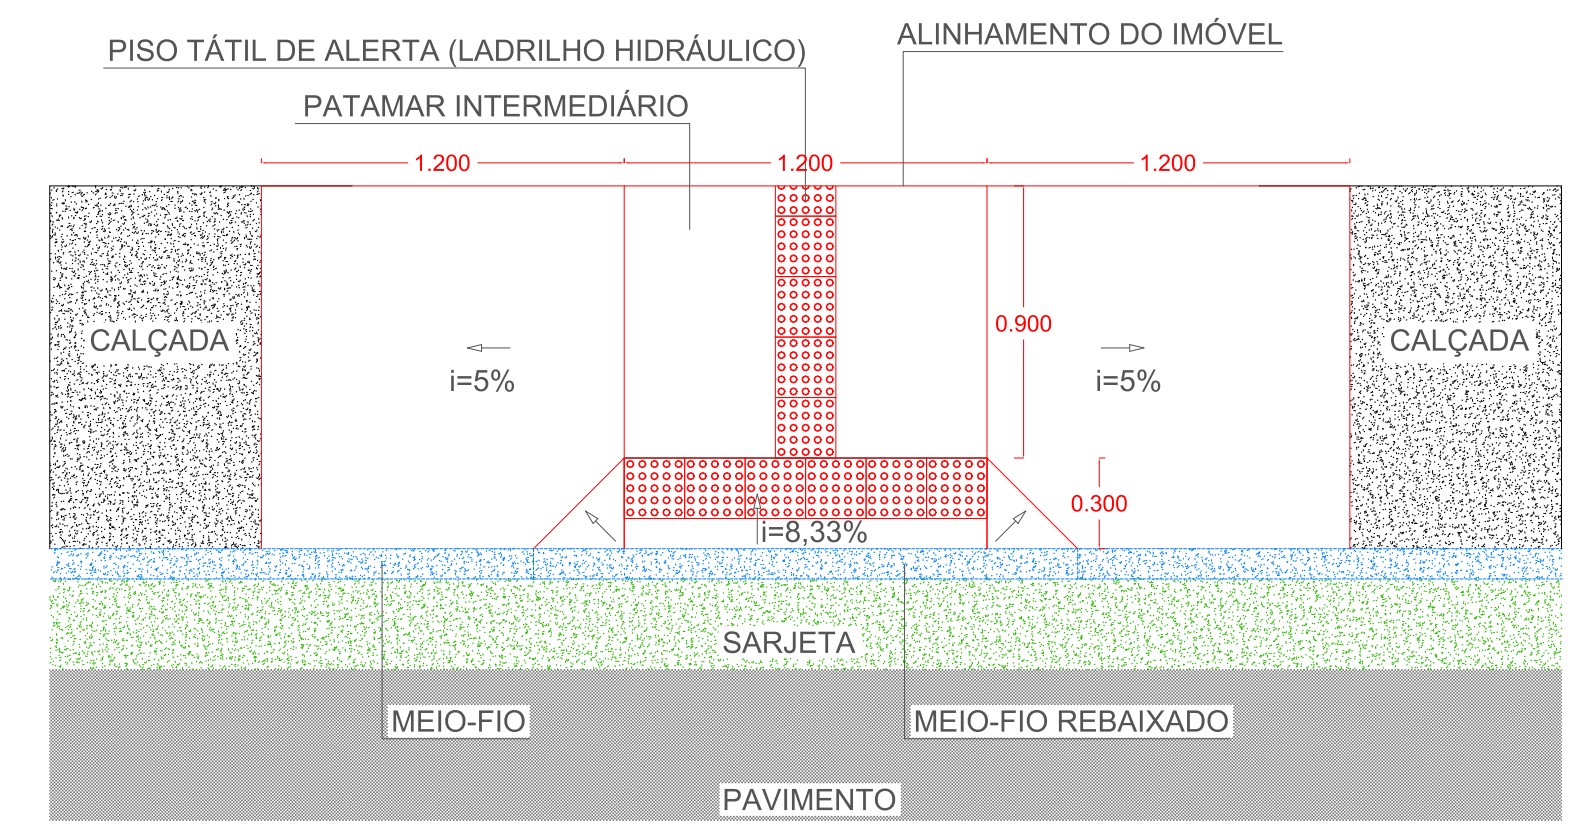 ALINHAMENTO DO IMÓVEL
PISO TÁTIL DE ALERTA (LADRILHO HIDRÁULICO)
PATAMAR INTERMEDIÁRIO
1.200 1.200 1.200
0.900
CALÇADA CALÇADA
i=5% i=5%
0.300
i=8,33%
SARJETA
MEIO-FIO MEIO-FIO REBAIXADO
PAVIMENTO